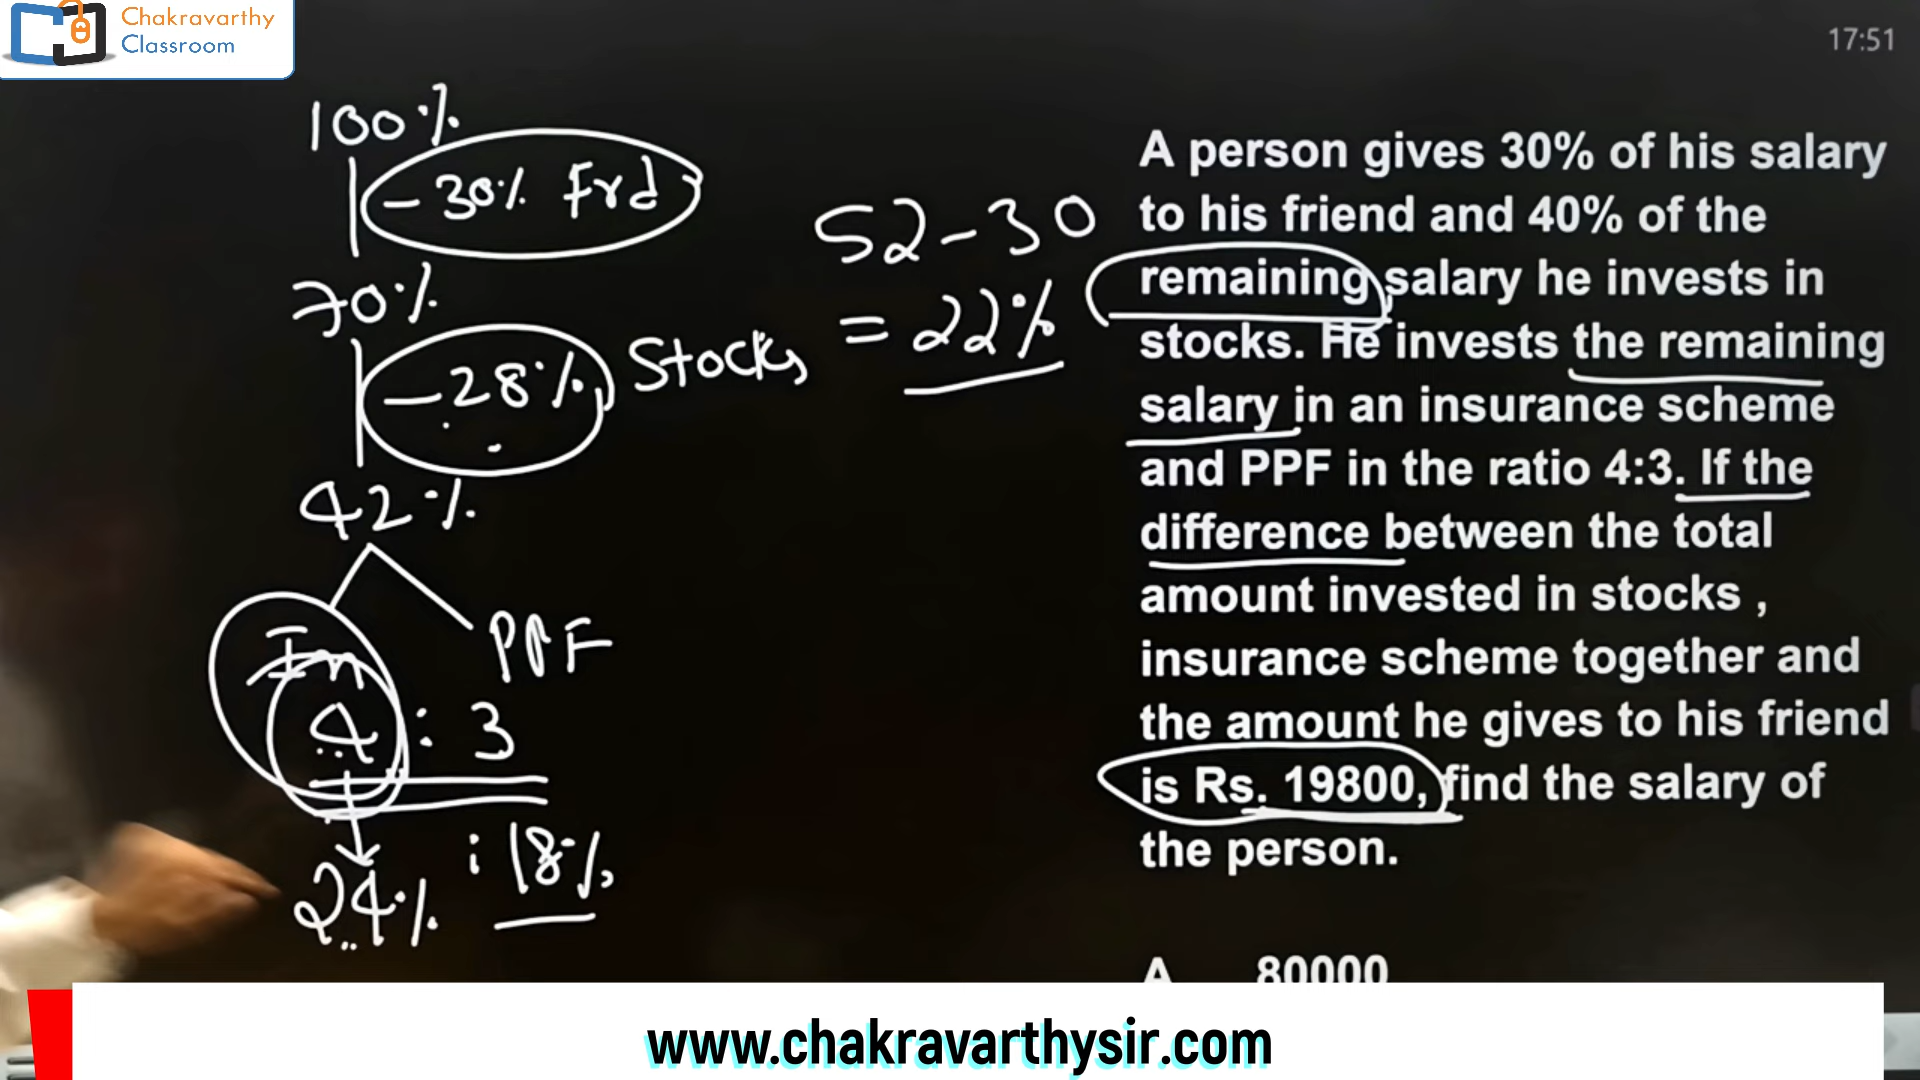 Chakravarthy
Classroom
17:51
100%
- 30% Frd
70%
- 28% Stocks
42%
In PPF
4 : 3
24% : 18%
52 - 30
= 22%
A person gives 30% of his salary
to his friend and 40% of the
remaining salary he invests in
stocks. He invests the remaining
salary in an insurance scheme
and PPF in the ratio 4:3. If the
difference between the total
amount invested in stocks ,
insurance scheme together and
the amount he gives to his friend
is Rs. 19800, find the salary of
the person.
A 80000
www.chakravarthysir.com